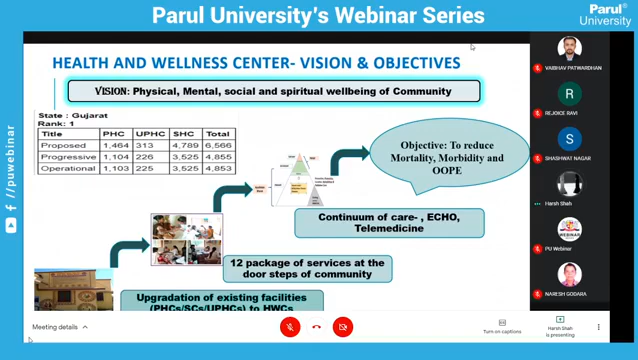 Parul University's Webinar Series
Parul®
University
HEALTH AND WELLNESS CENTER- VISION & OBJECTIVES
VISION: Physical, Mental, social and spiritual wellbeing of Community
State : Gujarat
Rank: 1
Title PHC UPHC SHC Total
Proposed 1,464 313 4,789 6,566
Progressive 1,104 226 3,525 4,855
Operational 1,103 225 3,525 4,853
Objective: To reduce
Mortality, Morbidity and
OOPE
Continuum of care- , ECHO,
Telemedicine
12 package of services at the
door steps of community
Upgradation of existing facilities
(PHCs/SCs/UPHCs) to HWCs
VAIBHAV PATWARDHAN
R
REJOICE RAVI
S
SHASHWAT NAGAR
Harsh Shah
WEBINAR
PU Webinar
NARESH GODARA
/puwebinar
Meeting details
Turn on captions
Harsh Shah
is presenting